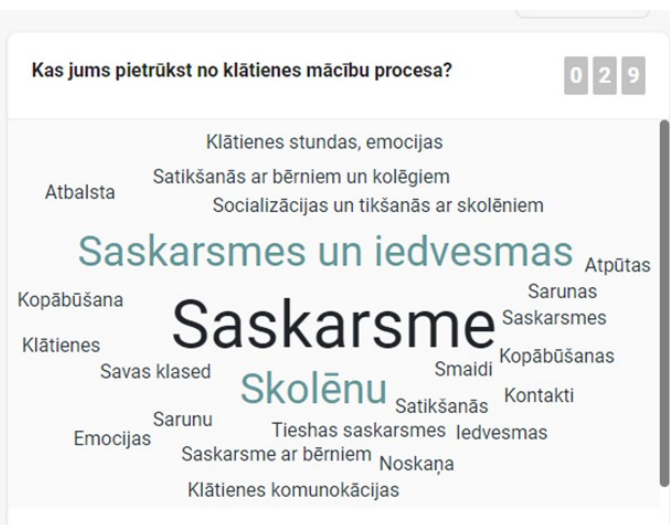 Kas jums pietrūkst no klātienes mācību procesa?
0 2 9
Klātienes stundas, emocijas
Satikšanās ar bērniem un kolēģiem
Atbalsta
Socializācijas un tikšanās ar skolēniem
Saskarsmes un iedvesmas
Atpūtas
Sarunas
Kopābūšana
Saskarsme
Saskarsmes
Klātienes
Kopābūšanas
Savas klased
Smaidi
Skolēnu
Kontakti
Satikšanās
Sarunu
Tieshas saskarsmes
Iedvesmas
Emocijas
Saskarsme ar bērniem
Noskaņa
Klātienes komunokācijas